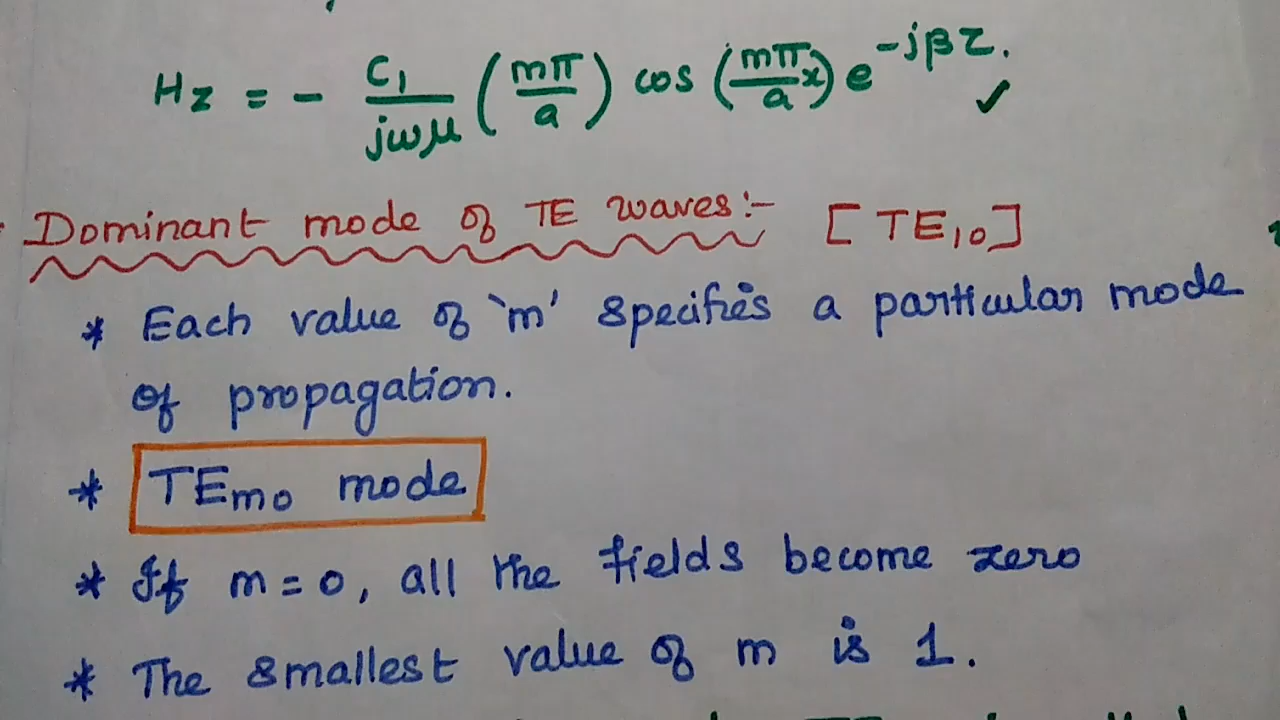 Hz = - C₁/jωμ (mπ/a) cos (mπ/a x) e^-jβz. ✓
Dominant mode of TE waves:- [TE₁₀]
* Each value of 'm' specifies a particular mode
of propagation.
* TEm0 mode
* If m=0, all the fields become zero
* The smallest value of m is 1.